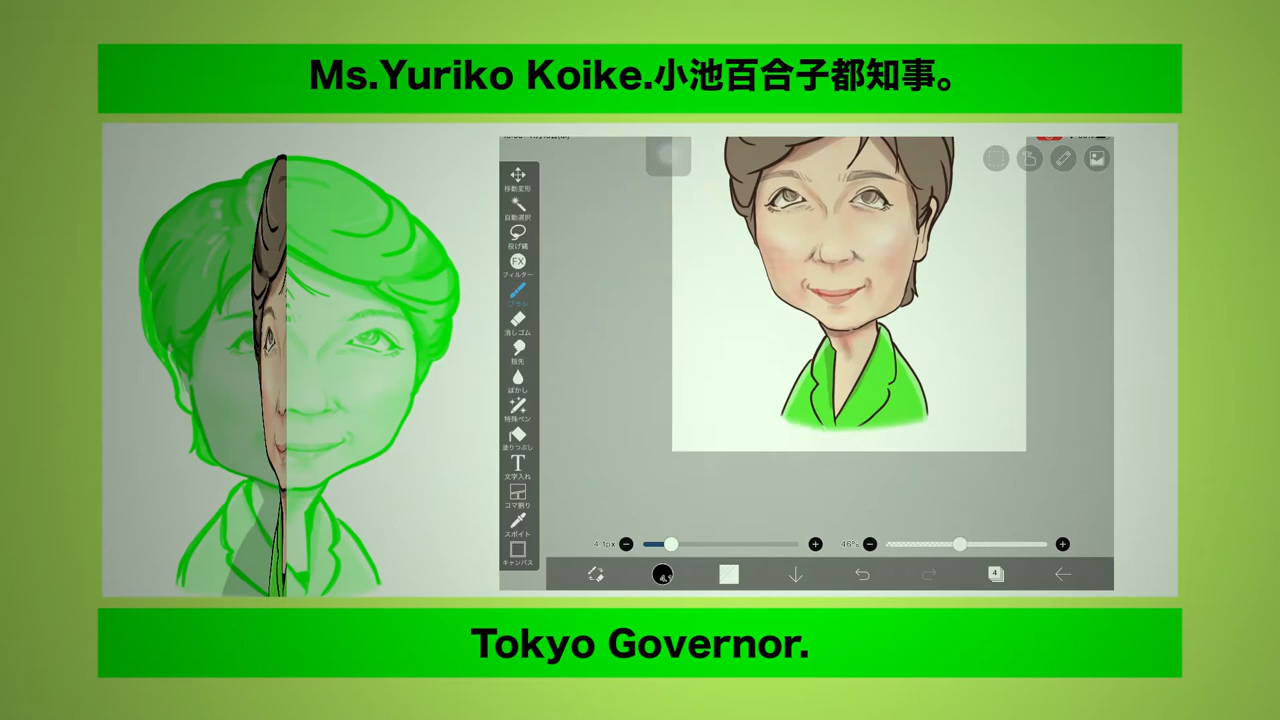 Ms.Yuriko Koike.小池百合子都知事。
移動変形
自動選択
投げ縄
FX
フィルター
ブラシ
消しゴム
指先
ぼかし
特殊ペン
塗りつぶし
T
文字入れ
コマ割り
スポイト
キャンバス
4
Tokyo Governor.